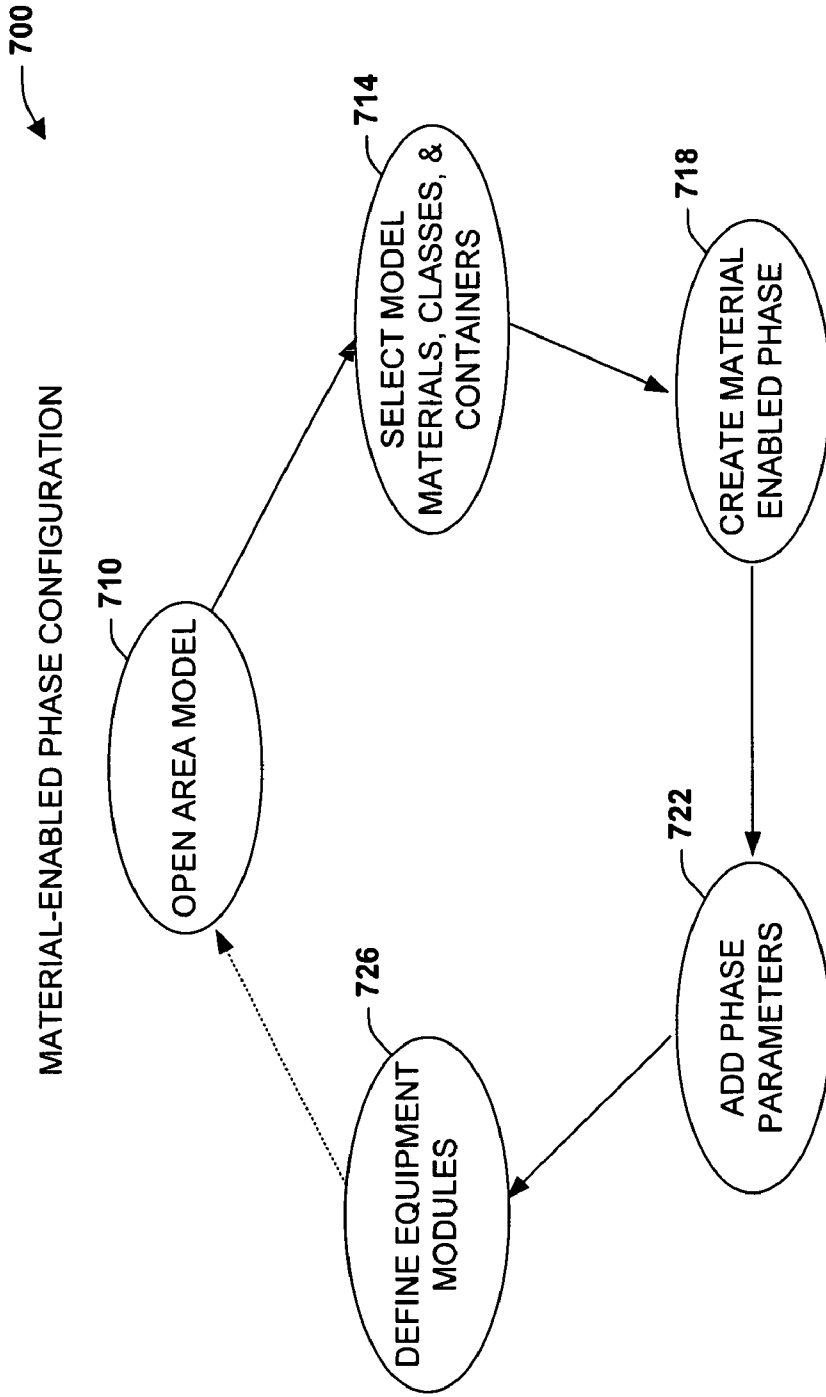 MATERIAL-ENABLED PHASE CONFIGURATION
700
710
OPEN AREA MODEL
714
SELECT MODEL
MATERIALS, CLASSES, &
CONTAINERS
718
CREATE MATERIAL
ENABLED PHASE
722
ADD PHASE
PARAMETERS
726
DEFINE EQUIPMENT
MODULES